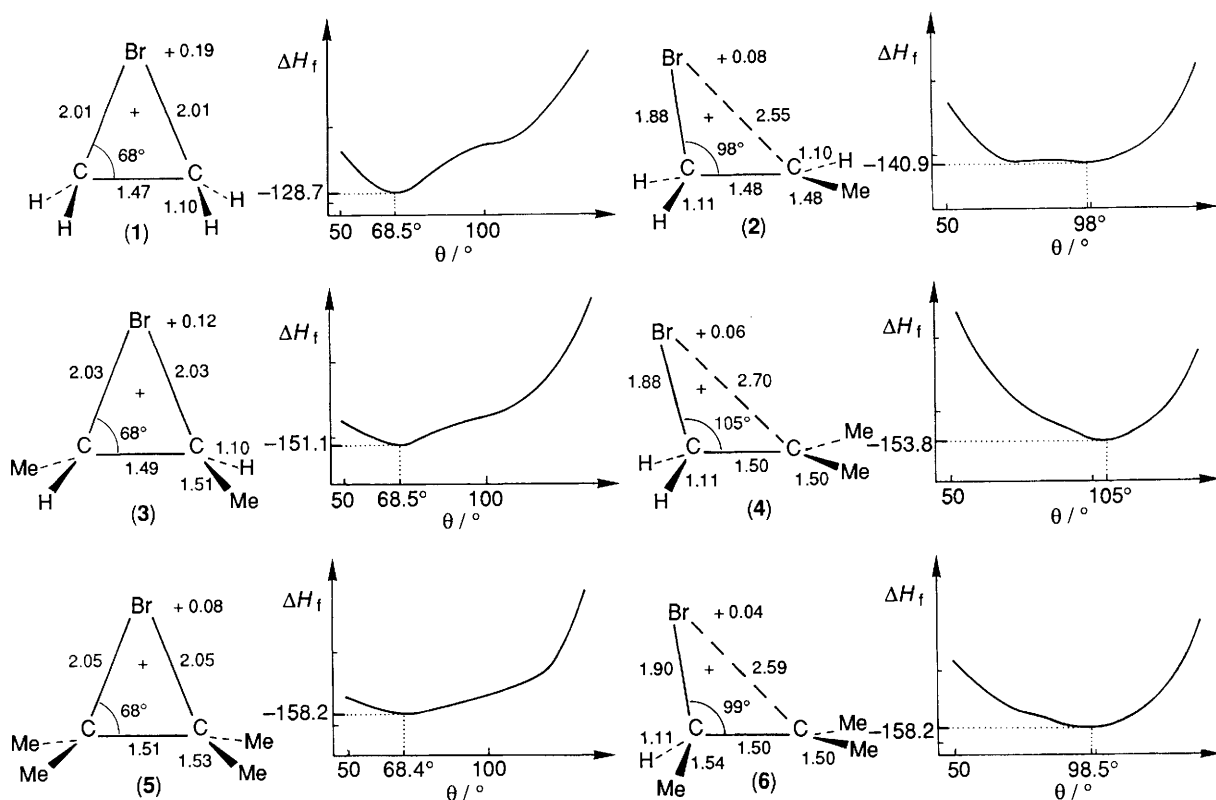 Br + 0.19
2.01 + 2.01
68°
C C
1.47
H H 1.10 H H
(1)
ΔHf
−128.7
50 68.5° 100
θ / °
Br + 0.08
1.88 + 2.55
98°
1.10
C C H
H 1.48 Me
H 1.11 1.48
(2)
−140.9
ΔHf
50 98°
θ / °
Br + 0.12
2.03 + 2.03
68°
C C 1.10
Me 1.49 H
H 1.51 Me
(3)
ΔHf
−151.1
50 68.5° 100
θ / °
Br + 0.06
1.88 + 2.70
105°
C C Me
H 1.50 Me
H 1.11 1.50
(4)
ΔHf
−153.8
50 105°
θ / °
Br + 0.08
2.05 + 2.05
68°
C C
Me 1.51 Me
Me 1.53 Me
(5)
ΔHf
−158.2
50 68.4° 100
θ / °
Br + 0.04
1.90 + 2.59
99°
1.11 C C Me
H 1.50 Me
1.54 1.50
Me
(6)
ΔHf
−158.2
50 98.5°
θ / °